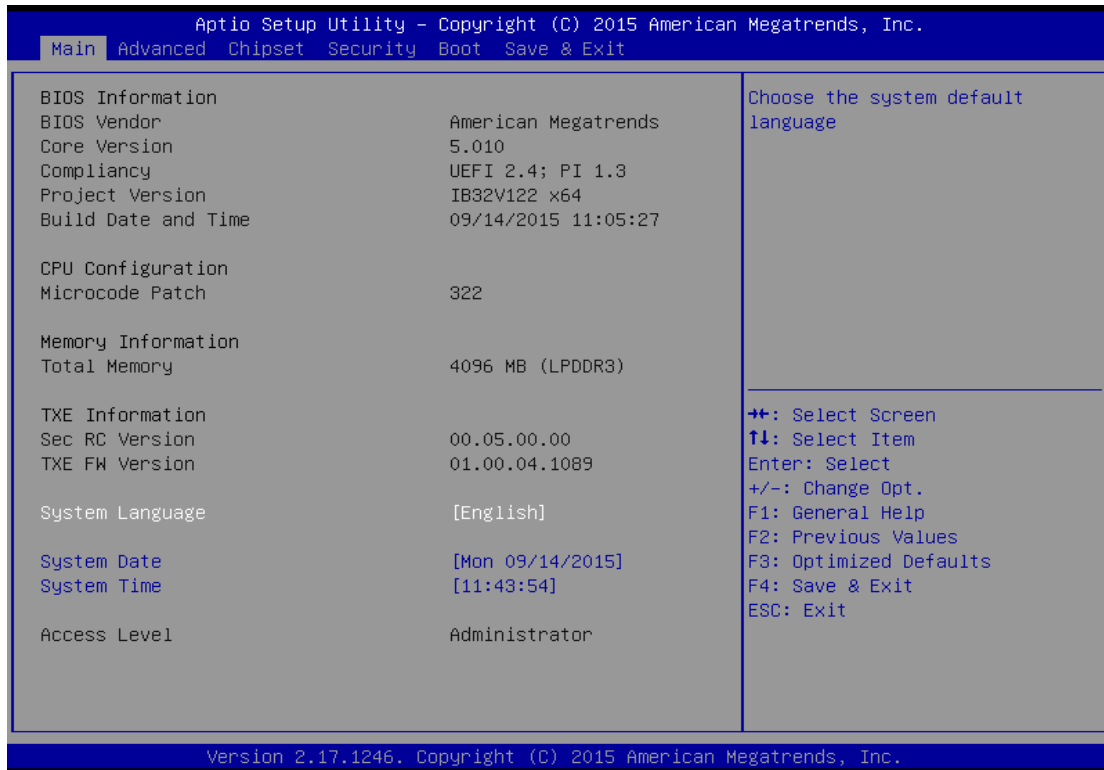 Aptio Setup Utility – Copyright (C) 2015 American Megatrends, Inc.
Main Advanced Chipset Security Boot Save & Exit
BIOS Information
BIOS Vendor American Megatrends
Core Version 5.010
Compliancy UEFI 2.4; PI 1.3
Project Version IB32V122 x64
Build Date and Time 09/14/2015 11:05:27
CPU Configuration
Microcode Patch 322
Memory Information
Total Memory 4096 MB (LPDDR3)
TXE Information
Sec RC Version 00.05.00.00
TXE FW Version 01.00.04.1089
System Language [English]
System Date [Mon 09/14/2015]
System Time [11:43:54]
Access Level Administrator
Choose the system default
language
→←: Select Screen
↑↓: Select Item
Enter: Select
+/-: Change Opt.
F1: General Help
F2: Previous Values
F3: Optimized Defaults
F4: Save & Exit
ESC: Exit
Version 2.17.1246. Copyright (C) 2015 American Megatrends, Inc.